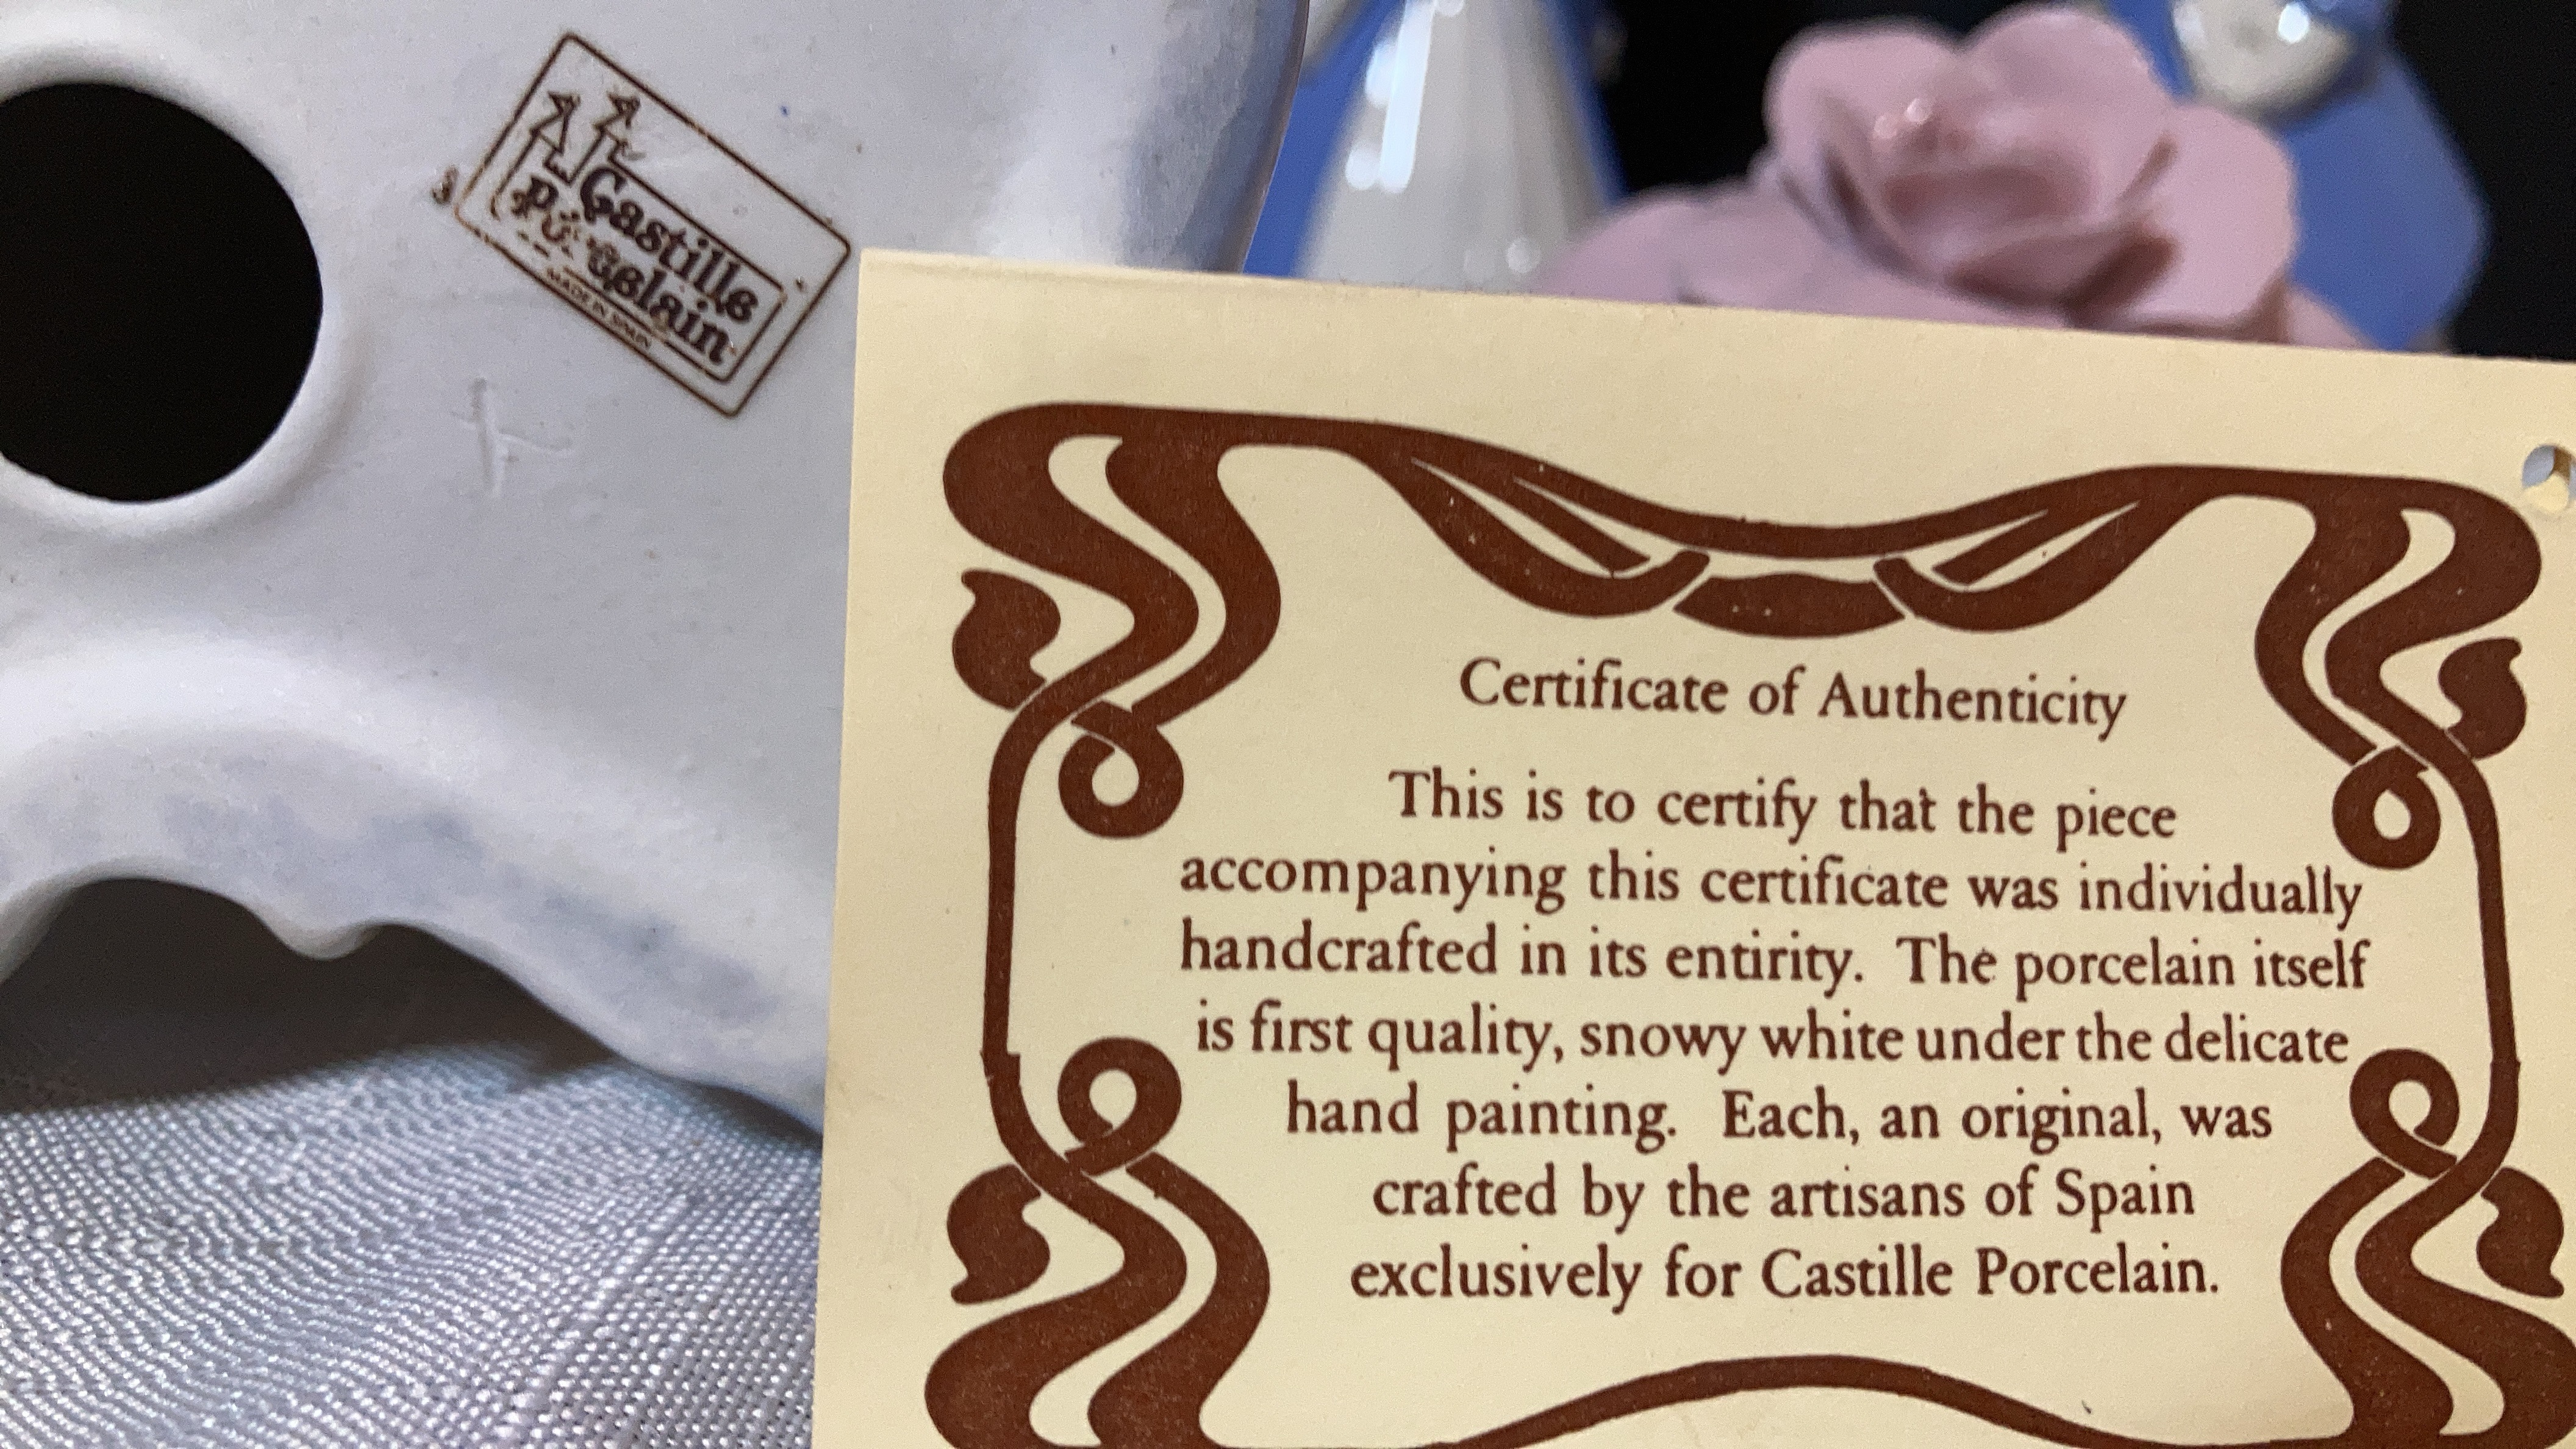 Castille
Porcelain
MADE IN SPAIN
Certificate of Authenticity
This is to certify that the piece
accompanying this certificate was individually
handcrafted in its entirity. The porcelain itself
is first quality, snowy white under the delicate
hand painting. Each, an original, was
crafted by the artisans of Spain
exclusively for Castille Porcelain.